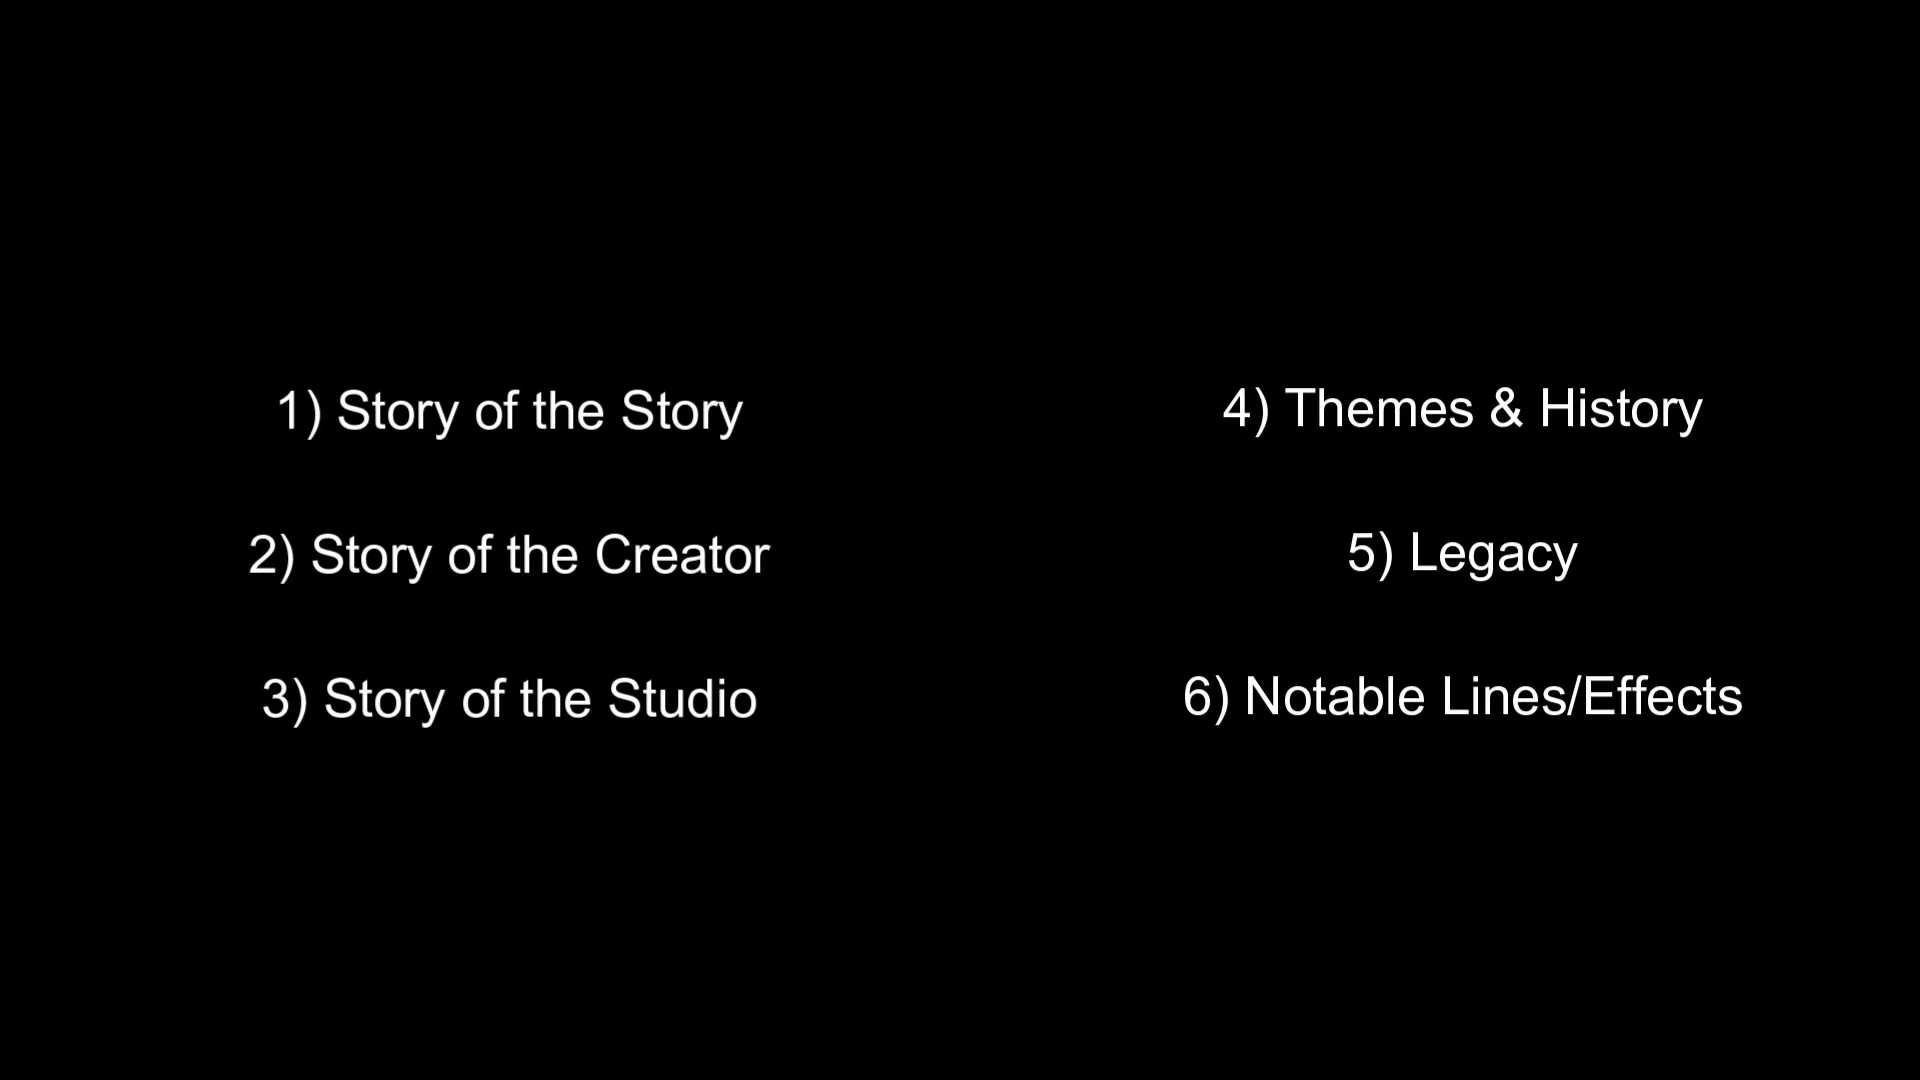 1) Story of the Story
2) Story of the Creator
3) Story of the Studio
4) Themes & History
5) Legacy
6) Notable Lines/Effects